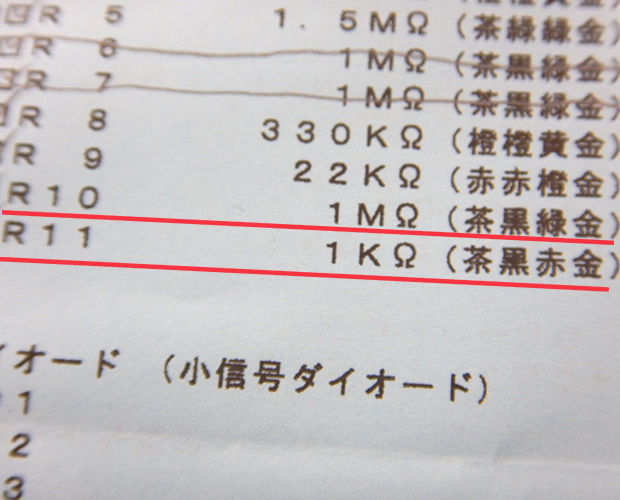 R 5 1.5MΩ (茶緑緑金)
R 6 1MΩ (茶黒緑金)
R 7 1MΩ (茶黒緑金)
R 8 330KΩ (橙橙黄金)
R 9 22KΩ (赤赤橙金)
R10 1MΩ (茶黒緑金)
R11 1KΩ (茶黒赤金)
イオード (小信号ダイオード)
1
2
3